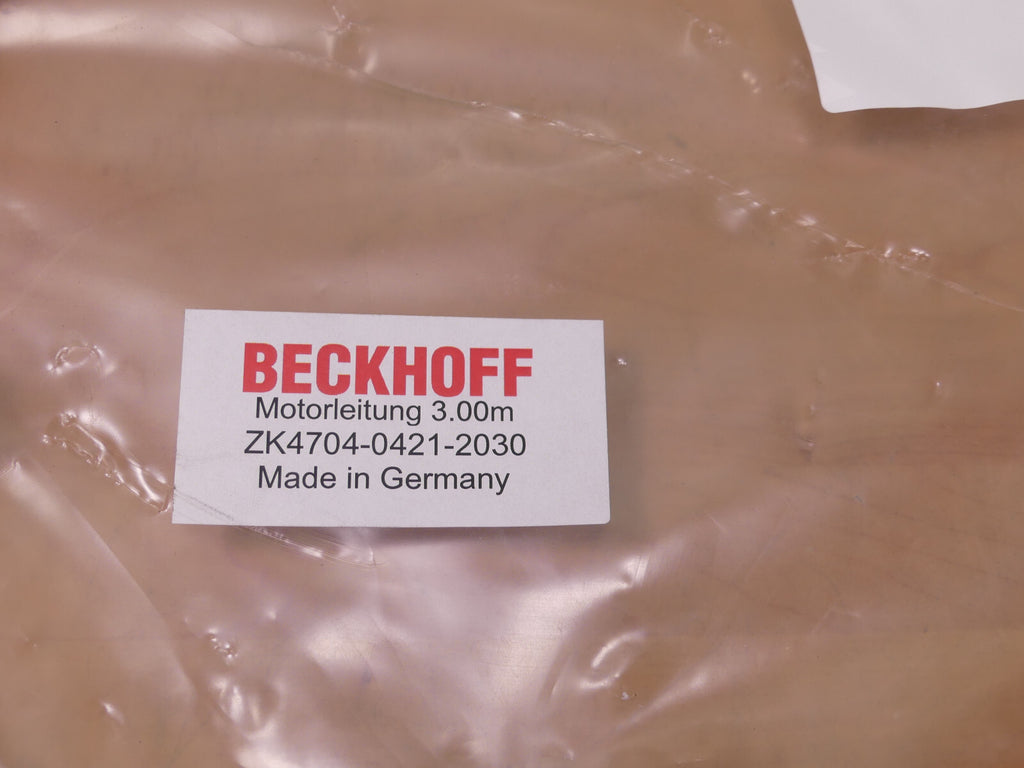 BECKHOFF
Motorleitung 3.00m
ZK4704-0421-2030
Made in Germany